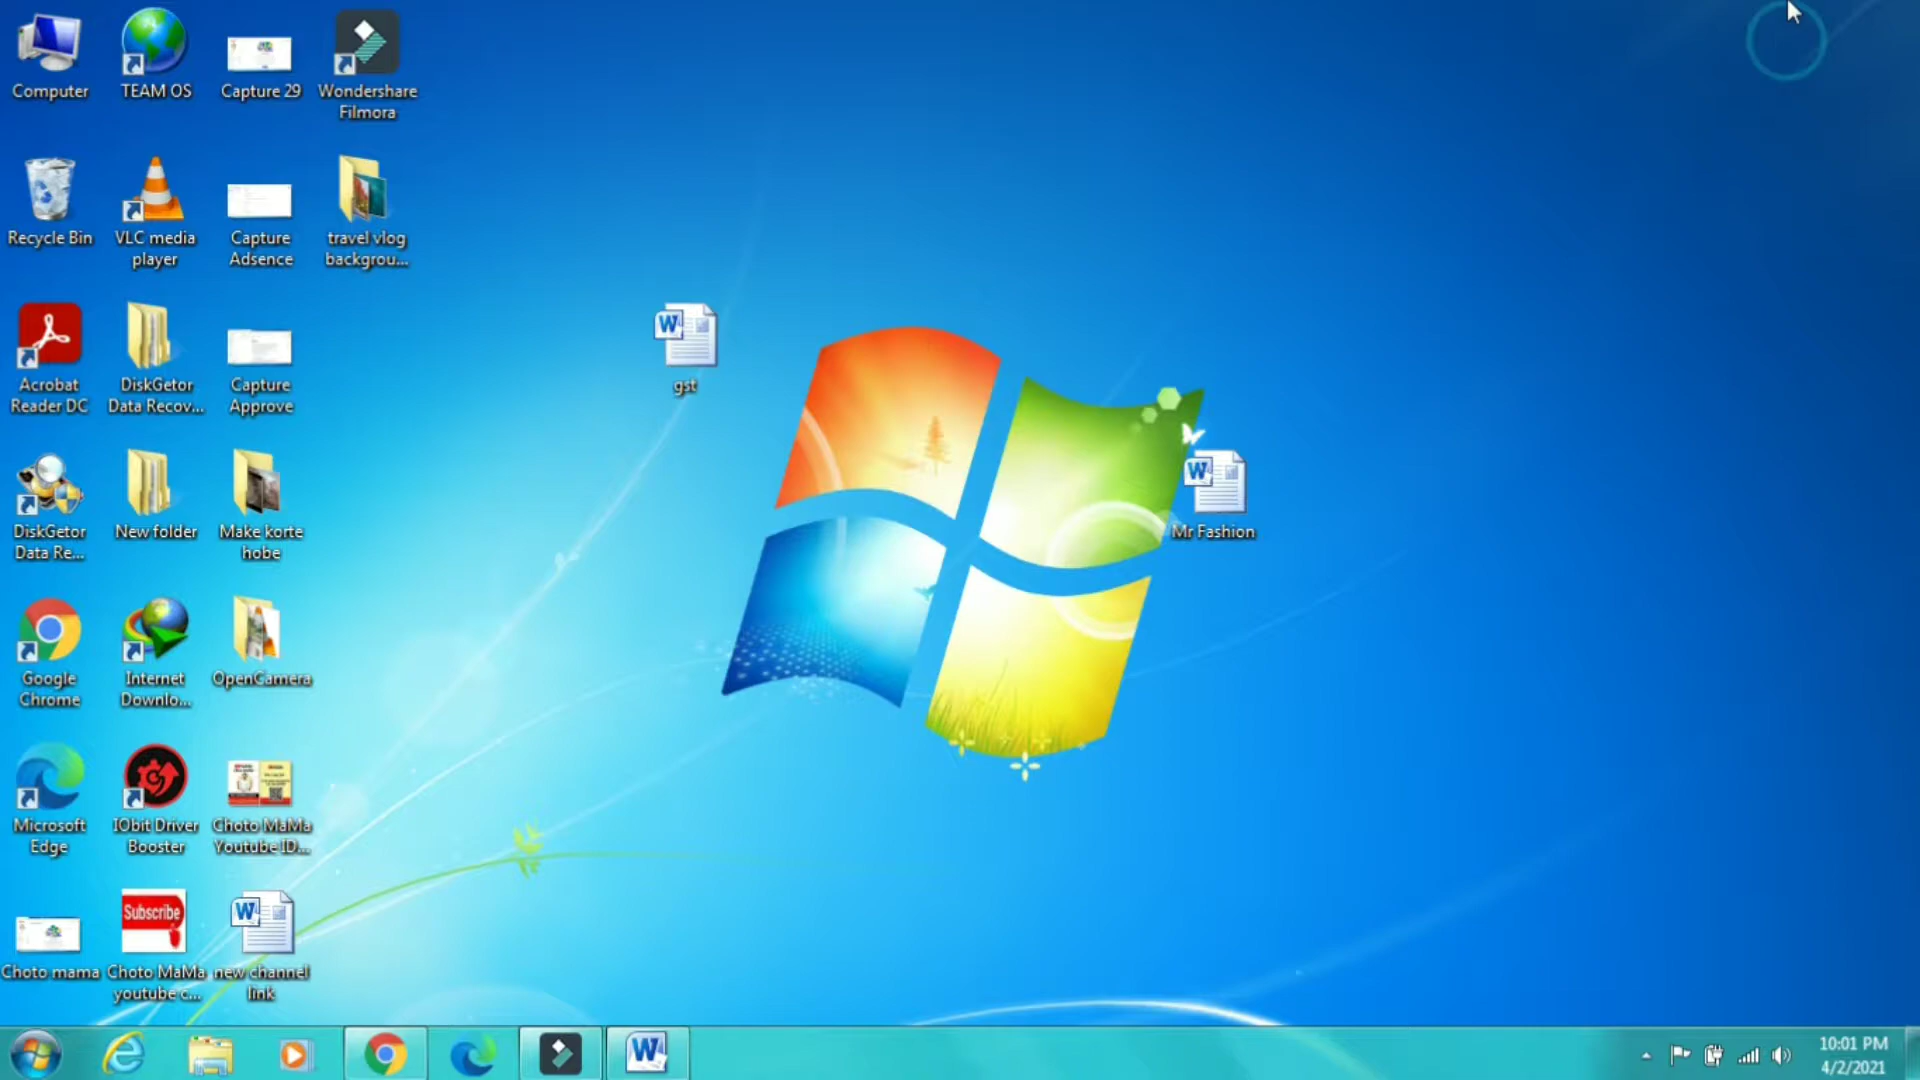 Computer
TEAM OS
Capture 29
Wondershare
Filmora
Recycle Bin
VLC media
player
Capture
Adsence
travel vlog
backgrou...
Acrobat
Reader DC
DiskGetor
Data Recov...
Capture
Approve
gst
DiskGetor
Data Re...
New folder
Make korte
hobe
Mr Fashion
Google
Chrome
Internet
Downlo...
OpenCamera
Microsoft
Edge
IObit Driver
Booster
Choto MaMa
Youtube ID...
Subscribe
Choto mama
Choto MaMa
youtube c...
new channel
link
10:01 PM
4/2/2021